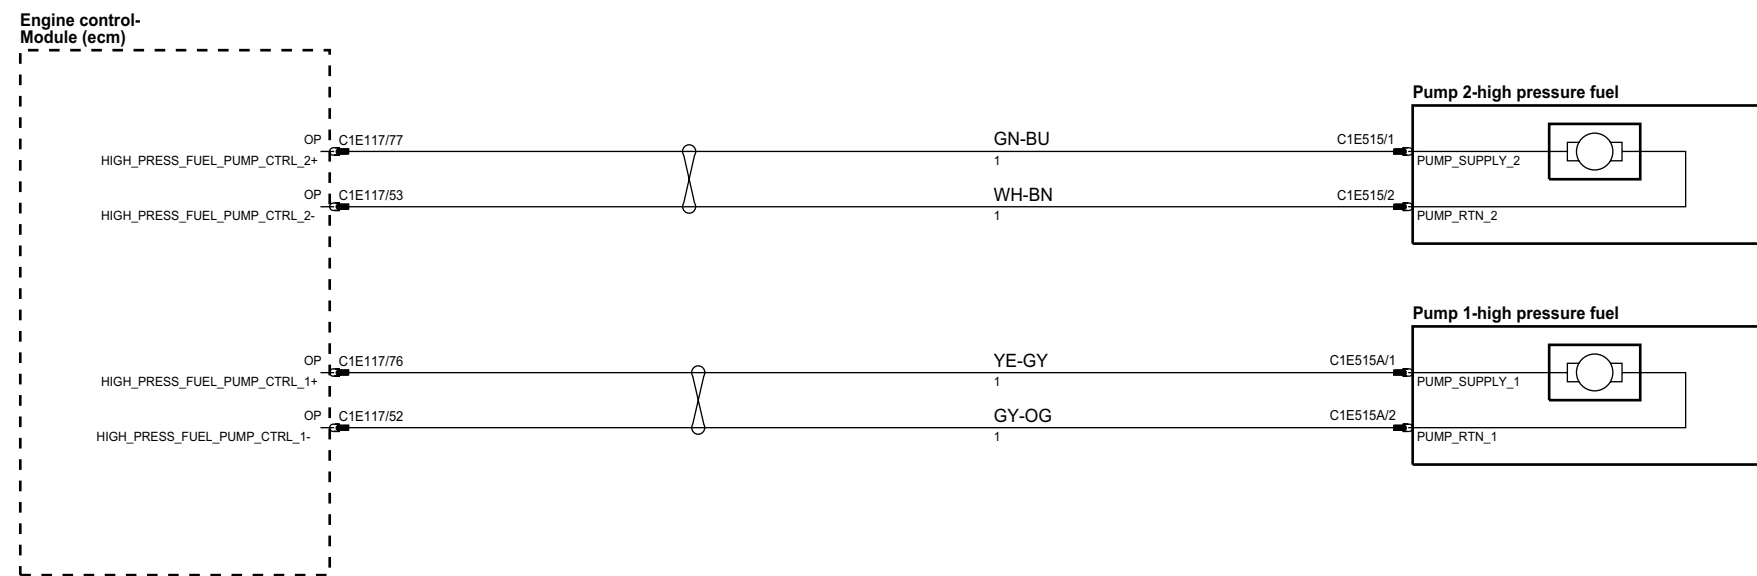 Engine control-
Module (ecm)
Pump 2-high pressure fuel
OP C1E117/77 GN-BU C1E515/1
HIGH_PRESS_FUEL_PUMP_CTRL_2+ 1 PUMP_SUPPLY_2
OP C1E117/53 WH-BN C1E515/2
HIGH_PRESS_FUEL_PUMP_CTRL_2- 1 PUMP_RTN_2
Pump 1-high pressure fuel
OP C1E117/76 YE-GY C1E515A/1
HIGH_PRESS_FUEL_PUMP_CTRL_1+ 1 PUMP_SUPPLY_1
OP C1E117/52 GY-OG C1E515A/2
HIGH_PRESS_FUEL_PUMP_CTRL_1- 1 PUMP_RTN_1